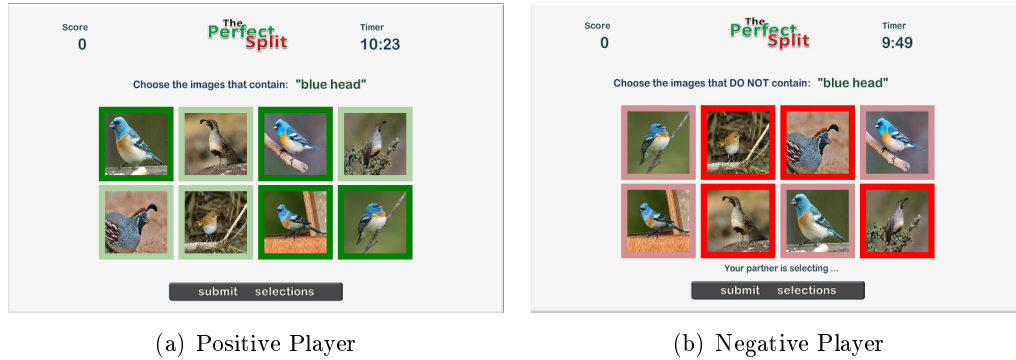 Score
0
The
Perfect
Split
Timer
10:23
Choose the images that contain: "blue head"
submit selections
(a) Positive Player
Score
0
The
Perfect
Split
Timer
9:49
Choose the images that DO NOT contain: "blue head"
Your partner is selecting ...
submit selections
(b) Negative Player